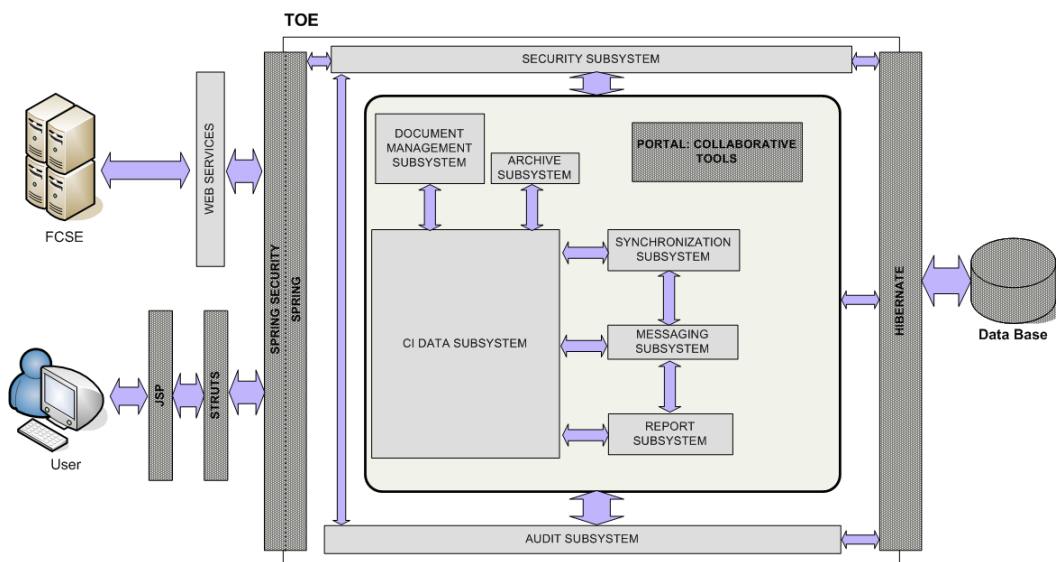 TOE
SECURITY SUBSYSTEM
DOCUMENT
MANAGEMENT
SUBSYSTEM
ARCHIVE
SUBSYSTEM
PORTAL: COLLABORATIVE
TOOLS
WEB SERVICES
FCSE
SPRING SECURITY
SPRING
CI DATA SUBSYSTEM
SYNCHRONIZATION
SUBSYSTEM
MESSAGING
SUBSYSTEM
REPORT
SUBSYSTEM
HIBERNATE
Data Base
JSP
STRUTS
User
AUDIT SUBSYSTEM